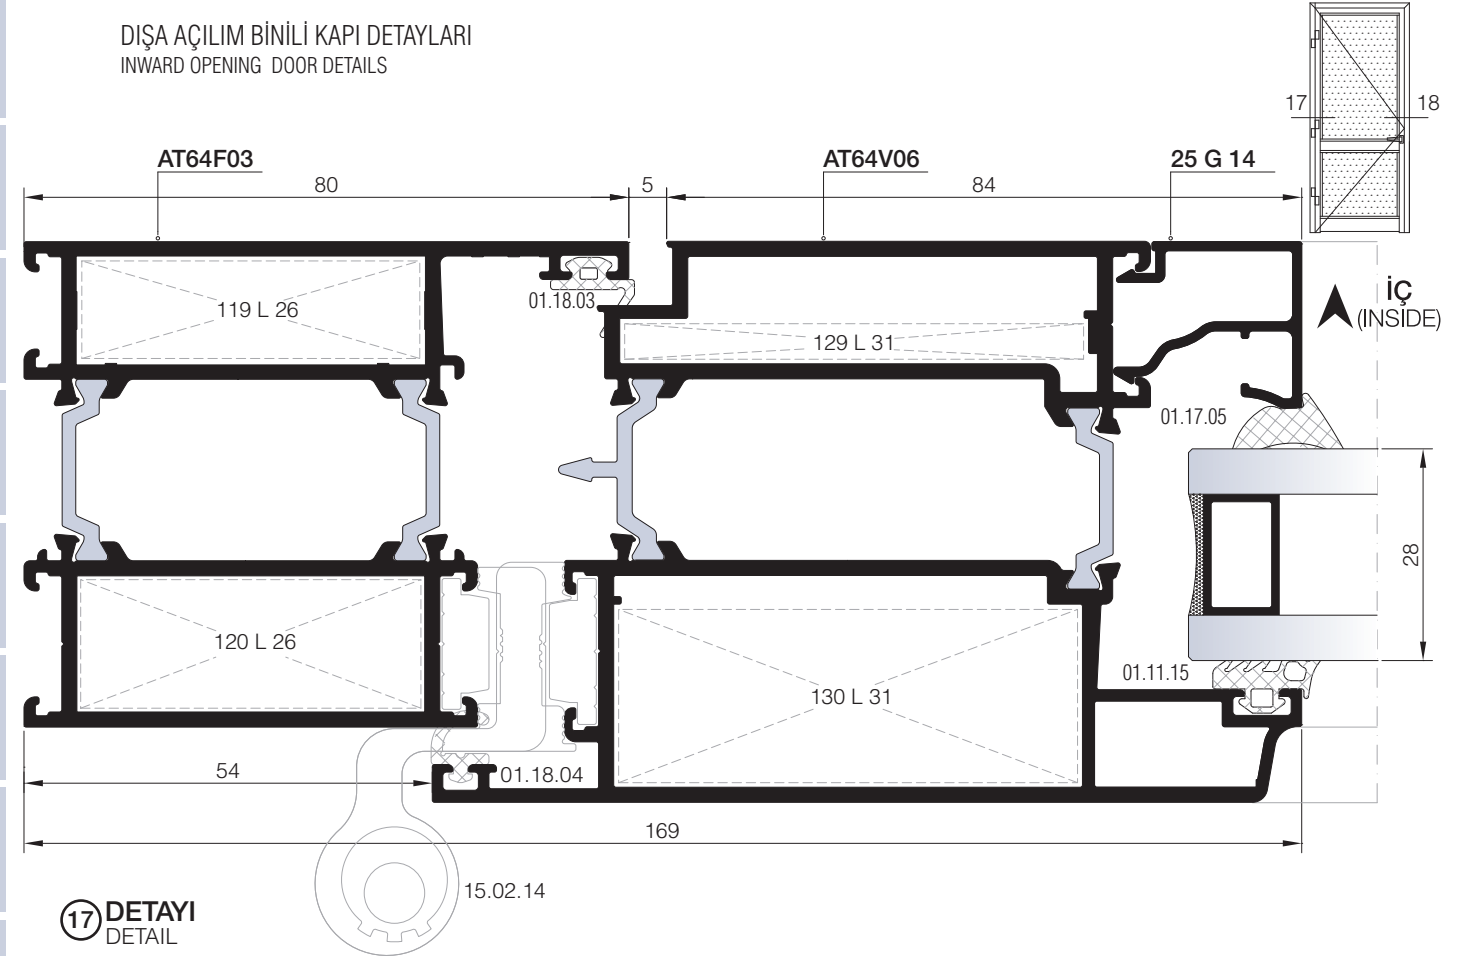 DIŞA AÇILIM BİNİLİ KAPI DETAYLARI
INWARD OPENING DOOR DETAILS
17
18
AT64F03
AT64V06
25 G 14
80
5
84
119 L 26
01.18.03
129 L 31
İÇ
(INSIDE)
01.17.05
28
120 L 26
130 L 31
01.11.15
54
01.18.04
169
15.02.14
17 DETAYI
DETAIL